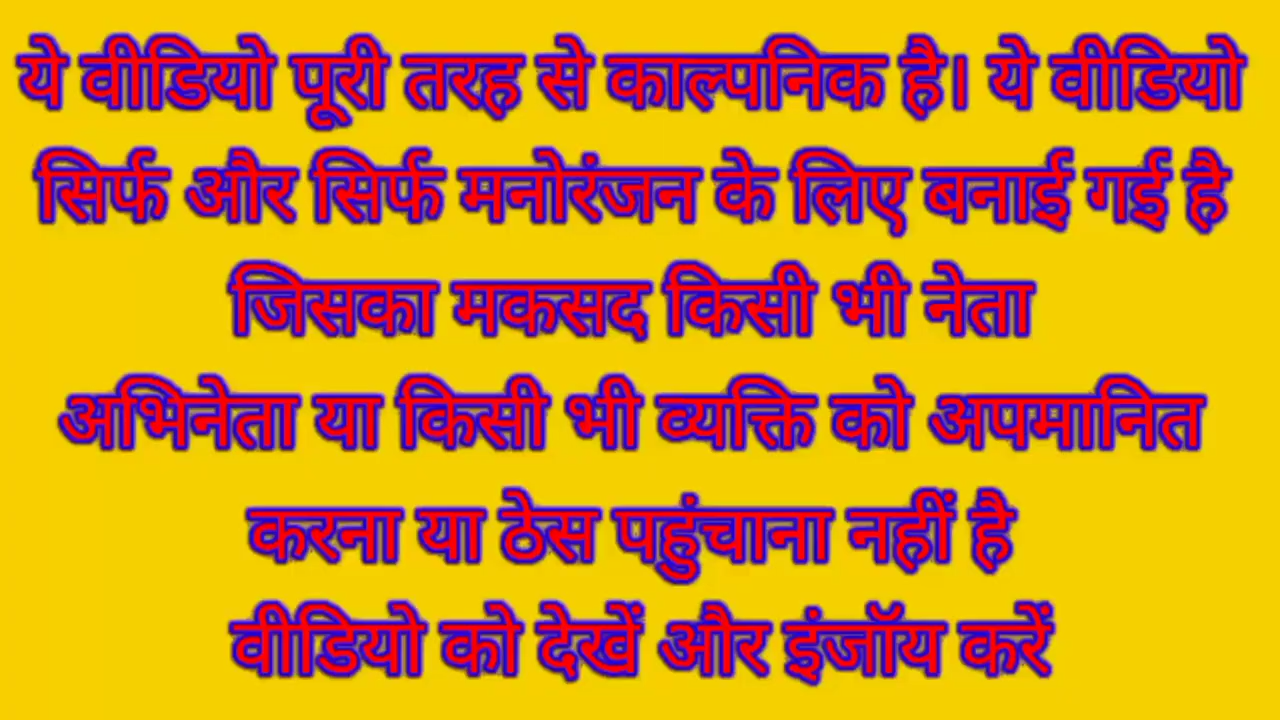 ये वीडियो पूरी तरह से काल्पनिक है। ये वीडियो
सिर्फ और सिर्फ मनोरंजन के लिए बनाई गई है
जिसका मकसद किसी भी नेता
अभिनेता या किसी भी व्यक्ति को अपमानित
करना या ठेस पहुंचाना नहीं है
वीडियो को देखें और इंजॉय करें